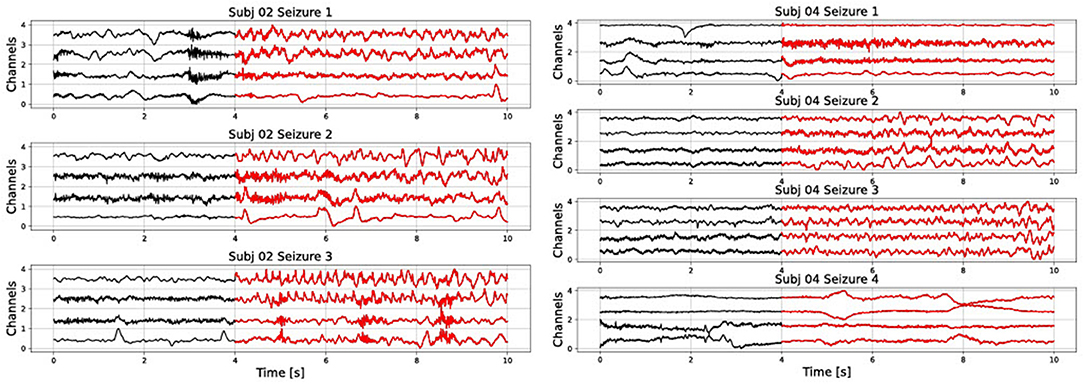 Subj 02 Seizure 1
Channels
4
3
2
1
0
0 2 4 6 8 10
Subj 02 Seizure 2
Channels
4
3
2
1
0
0 2 4 6 8 10
Subj 02 Seizure 3
Channels
4
3
2
1
0
0 2 4 6 8 10
Time [s]
Subj 04 Seizure 1
Channels
4
2
0
0 2 4 6 8 10
Subj 04 Seizure 2
Channels
4
2
0
0 2 4 6 8 10
Subj 04 Seizure 3
Channels
4
2
0
0 2 4 6 8 10
Subj 04 Seizure 4
Channels
4
2
0
0 2 4 6 8 10
Time [s]